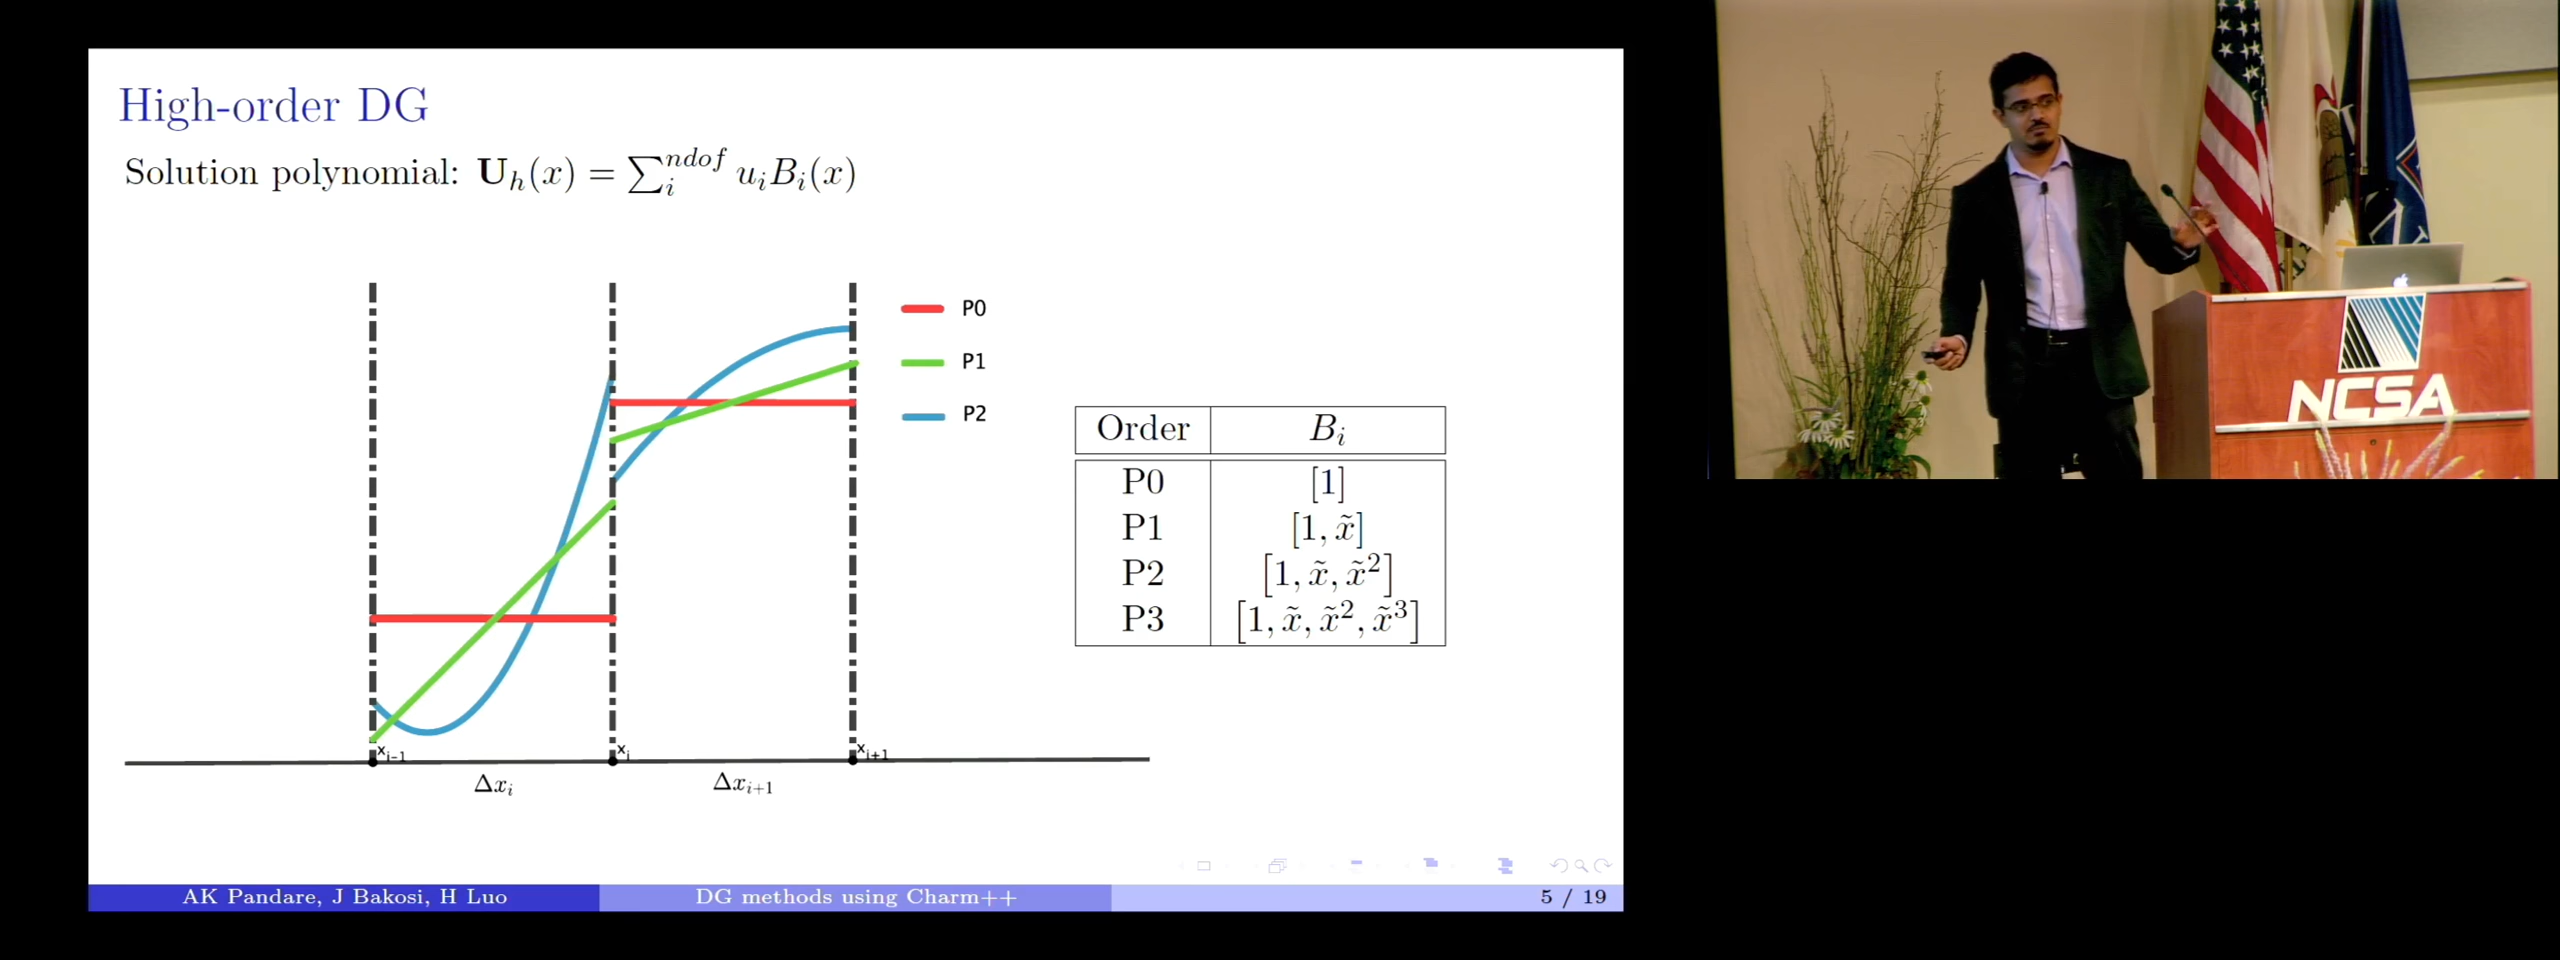 High-order DG
Solution polynomial: U_h(x) = ∑_i^{ndof} u_i B_i(x)
P0
P1
P2
x_{i-1}
x_i
x_{i+1}
Δx_i
Δx_{i+1}
Order B_i
P0 [1]
P1 [1, x̃]
P2 [1, x̃, x̃²]
P3 [1, x̃, x̃², x̃³]
AK Pandare, J Bakosi, H Luo DG methods using Charm++ 5 / 19
NCSA